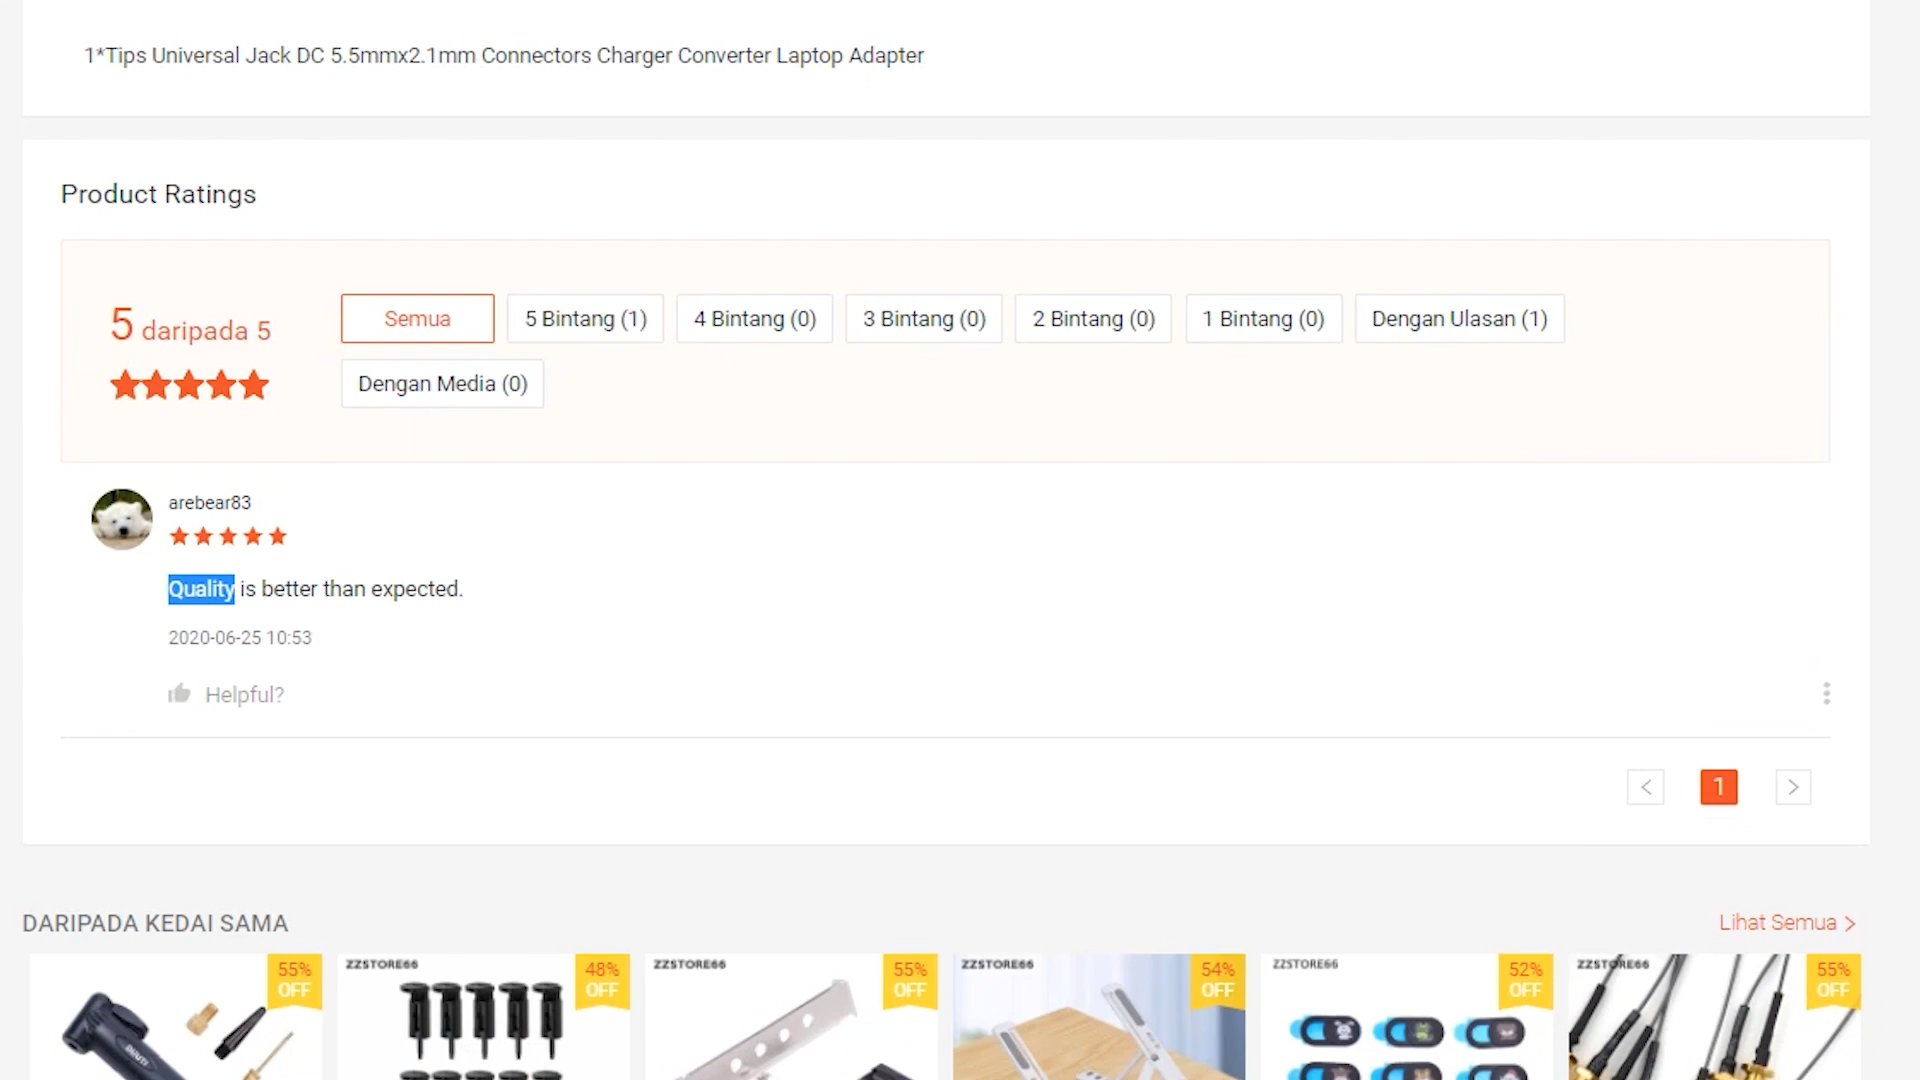 1*Tips Universal Jack DC 5.5mmx2.1mm Connectors Charger Converter Laptop Adapter
Product Ratings
5 daripada 5
Semua
5 Bintang (1)
4 Bintang (0)
3 Bintang (0)
2 Bintang (0)
1 Bintang (0)
Dengan Ulasan (1)
Dengan Media (0)
arebear83
Quality is better than expected.
2020-06-25 10:53
Helpful?
1
DARIPADA KEDAI SAMA
Lihat Semua
55%
OFF
ZZSTORE66
48%
OFF
ZZSTORE66
55%
OFF
ZZSTORE66
54%
OFF
ZZSTORE66
52%
OFF
ZZSTORE66
55%
OFF